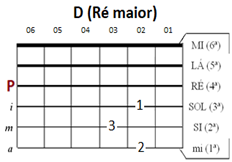 D (Ré maior)
06 05 04 03 02 01
MI (6ª)
LÁ (5ª)
P RÉ (4ª)
i 1 SOL (3ª)
m 3 SI (2ª)
a 2 mi (1ª)